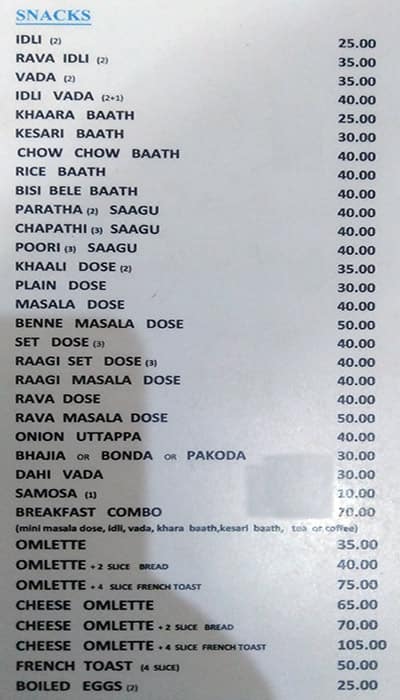 SNACKS
IDLI (2) 25.00
RAVA IDLI (2) 35.00
VADA (2) 35.00
IDLI VADA (2+1) 40.00
KHAARA BAATH 25.00
KESARI BAATH 30.00
CHOW CHOW BAATH 40.00
RICE BAATH 40.00
BISI BELE BAATH 40.00
PARATHA (2) SAAGU 40.00
CHAPATHI (3) SAAGU 40.00
POORI (3) SAAGU 40.00
KHAALI DOSE (2) 35.00
PLAIN DOSE 30.00
MASALA DOSE 40.00
BENNE MASALA DOSE 50.00
SET DOSE (3) 40.00
RAAGI SET DOSE (3) 40.00
RAAGI MASALA DOSE 40.00
RAVA DOSE 40.00
RAVA MASALA DOSE 50.00
ONION UTTAPPA 40.00
BHAJIA OR BONDA OR PAKODA 30.00
DAHI VADA 30.00
SAMOSA (1) 10.00
BREAKFAST COMBO 70.00
(mini masala dose, idli, vada, khara baath,kesari baath, tea or coffee)
OMLETTE 35.00
OMLETTE + 2 SLICE BREAD 40.00
OMLETTE + 4 SLICE FRENCH TOAST 75.00
CHEESE OMLETTE 65.00
CHEESE OMLETTE + 2 SLICE BREAD 70.00
CHEESE OMLETTE + 4 SLICE FRENCH TOAST 105.00
FRENCH TOAST (4 SLICE) 50.00
BOILED EGGS (2) 25.00